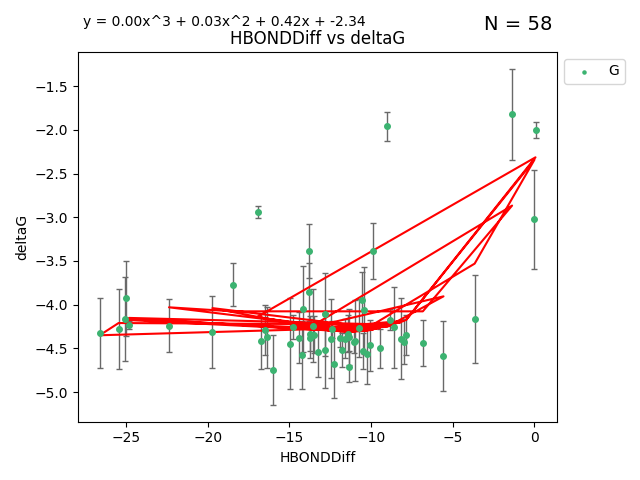 y = 0.00x^3 + 0.03x^2 + 0.42x + -2.34
N = 58
HBONDDiff vs deltaG
G
deltaG
−1.5
−2.0
−2.5
−3.0
−3.5
−4.0
−4.5
−5.0
−25 −20 −15 −10 −5 0
HBONDDiff